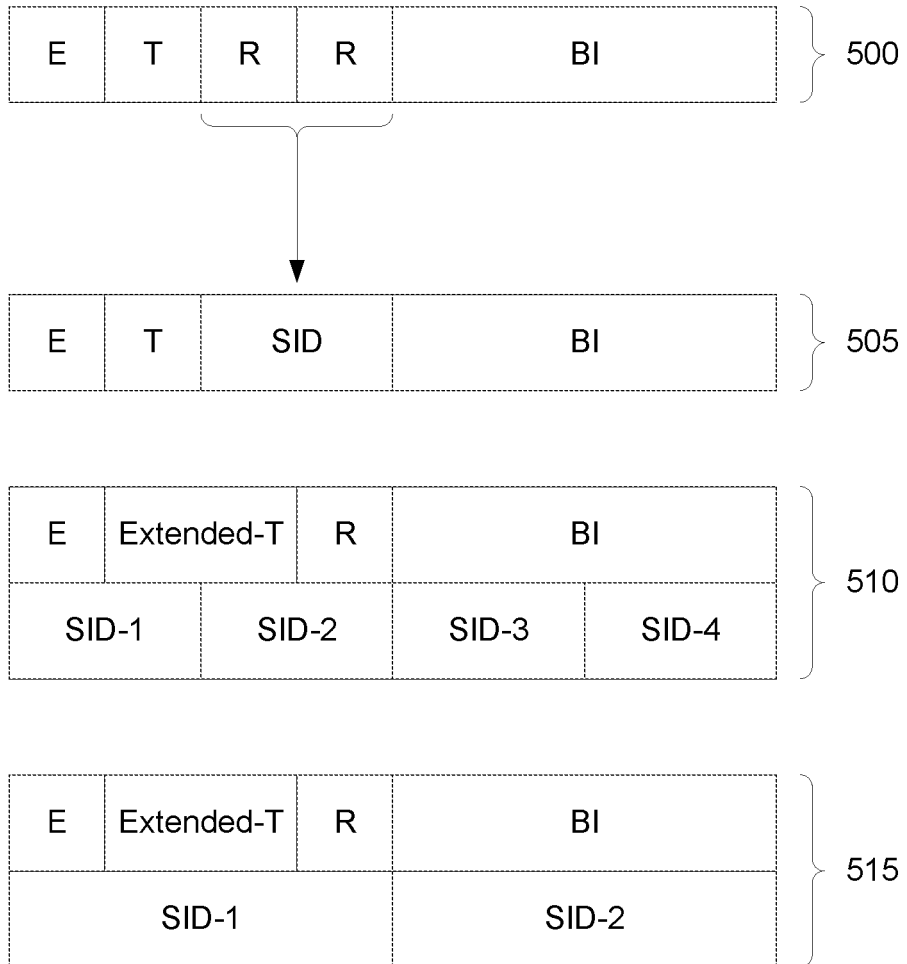 E T R R BI 500
E T SID BI 505
E Extended-T R BI
510
SID-1 SID-2 SID-3 SID-4
E Extended-T R BI
515
SID-1 SID-2